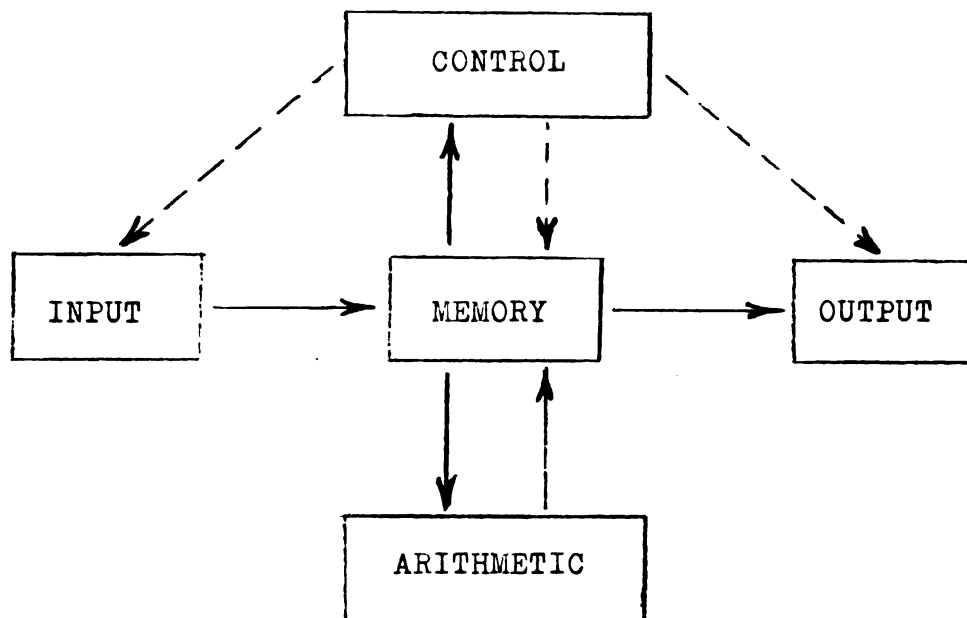 CONTROL
INPUT
MEMORY
OUTPUT
ARITHMETIC